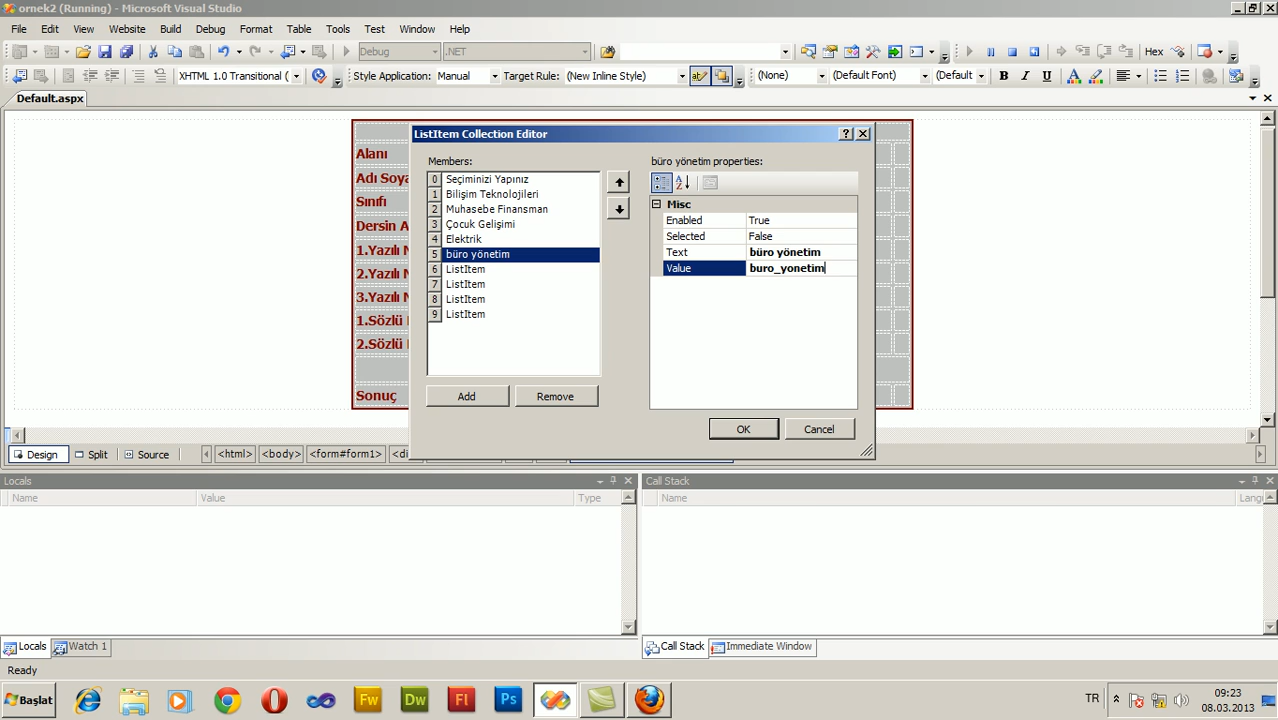 ornek2 (Running) - Microsoft Visual Studio
File Edit View Website Build Debug Format Table Tools Test Window Help
Debug .NET Hex
XHTML 1.0 Transitional ( Style Application: Manual Target Rule: (New Inline Style) (None) (Default Font) (Default B I U A
Default.aspx
ListItem Collection Editor
Members: büro yönetim properties:
0 Seçiminizi Yapınız
1 Bilişim Teknolojileri
2 Muhasebe Finansman
3 Çocuk Gelişimi
4 Elektrik
5 büro yönetim
6 ListItem
7 ListItem
8 ListItem
9 ListItem
Misc
Enabled True
Selected False
Text büro yönetim
Value buro_yonetim
Add Remove
OK Cancel
Alanı
Adı Soya
Sınıfı
Dersin A
1.Yazılı N
2.Yazılı N
3.Yazılı N
1.Sözlü
2.Sözlü
Sonuç
Design Split Source <html> <body> <form#form1> <di
Locals Call Stack
Name Value Type Name Langu
Locals Watch 1 Call Stack Immediate Window
Ready
Başlat Fw Dw Fl Ps TR 09:23
08.03.2013